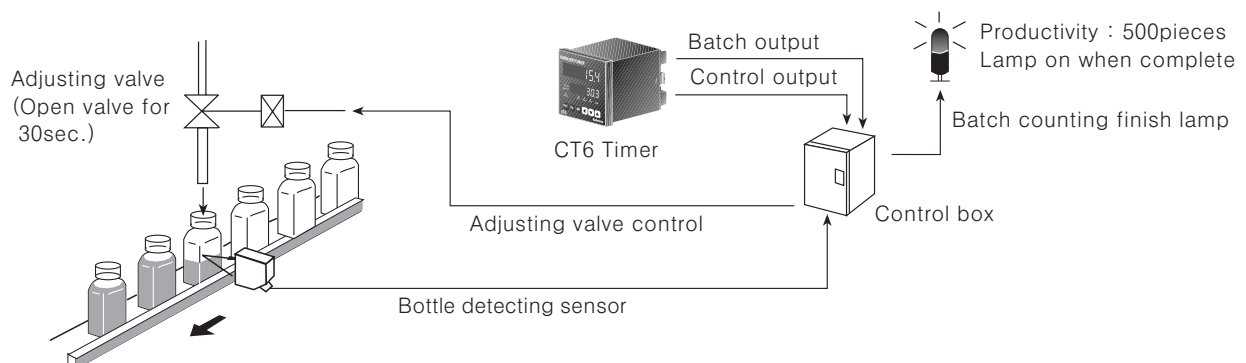 Adjusting valve
(Open valve for
30sec.)
Batch output
Control output
15.4
30.3
CT6 Timer
Productivity : 500pieces
Lamp on when complete
Batch counting finish lamp
Control box
Adjusting valve control
Bottle detecting sensor